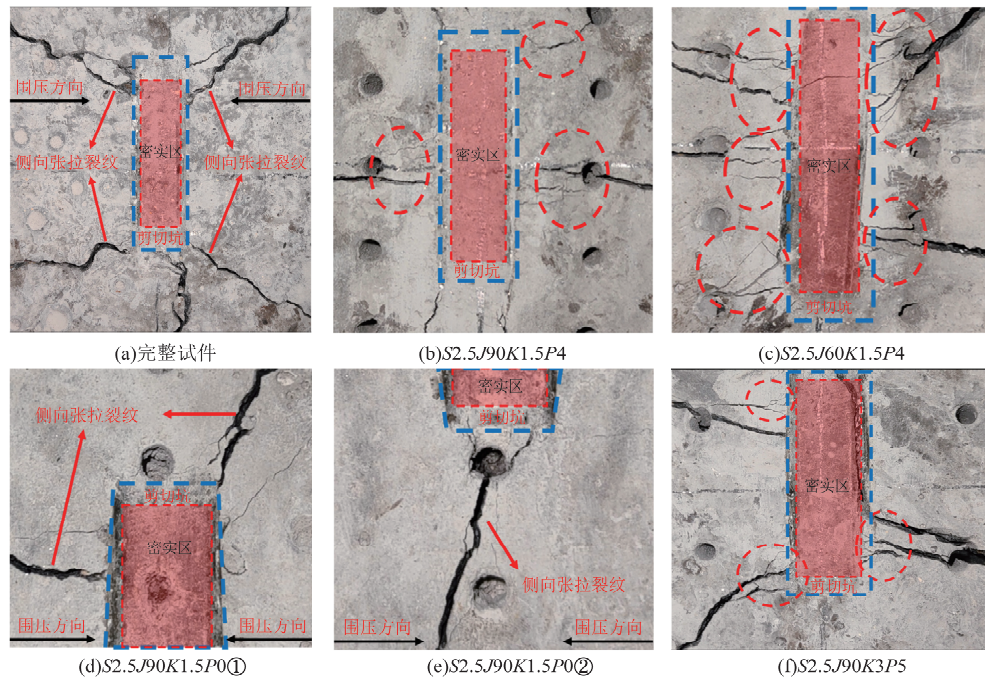 围压方向
围压方向
侧向张拉裂纹
密实区
侧向张拉裂纹
剪切坑
(a)完整试件
密实区
剪切坑
(b)S2.5J90K1.5P4
密实区
剪切坑
(c)S2.5J60K1.5P4
侧向张拉裂纹
剪切坑
密实区
围压方向
围压方向
(d)S2.5J90K1.5P0①
密实区
剪切坑
侧向张拉裂纹
围压方向
围压方向
(e)S2.5J90K1.5P0②
密实区
剪切坑
(f)S2.5J90K3P5